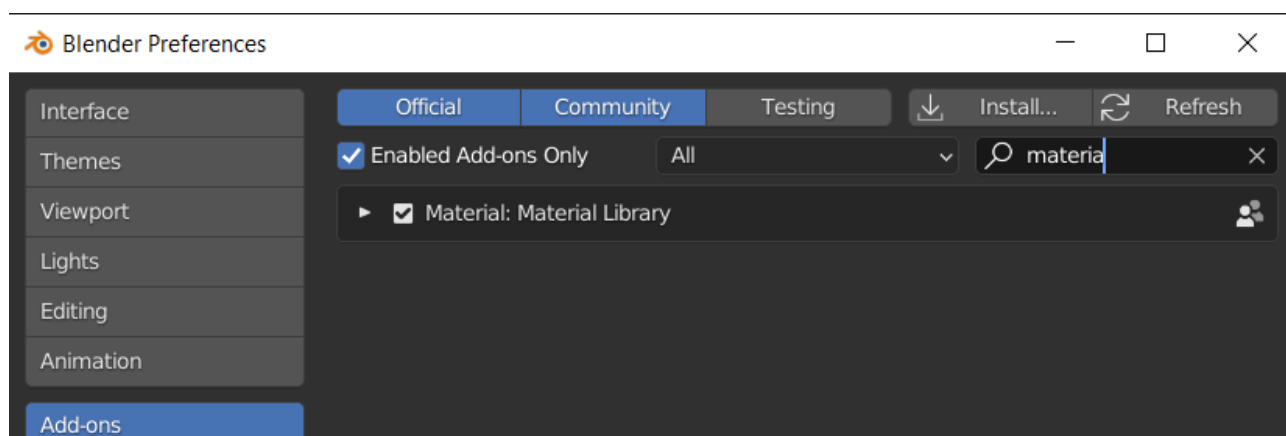 Blender Preferences
Interface
Official Community Testing Install... Refresh
Themes
Enabled Add-ons Only All materia
Viewport
Material: Material Library
Lights
Editing
Animation
Add-ons